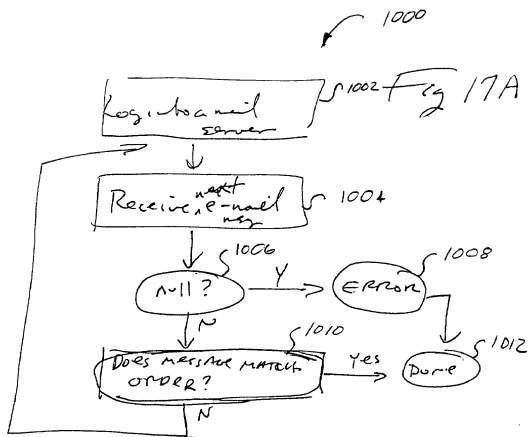 1000
1002
Fig 17A
Log into a mail
server
next
Receive e-mail
msg
1004
1006
null?
Y
1008
ERROR
N
1010
Does message match
order?
Yes
1012
Done
N